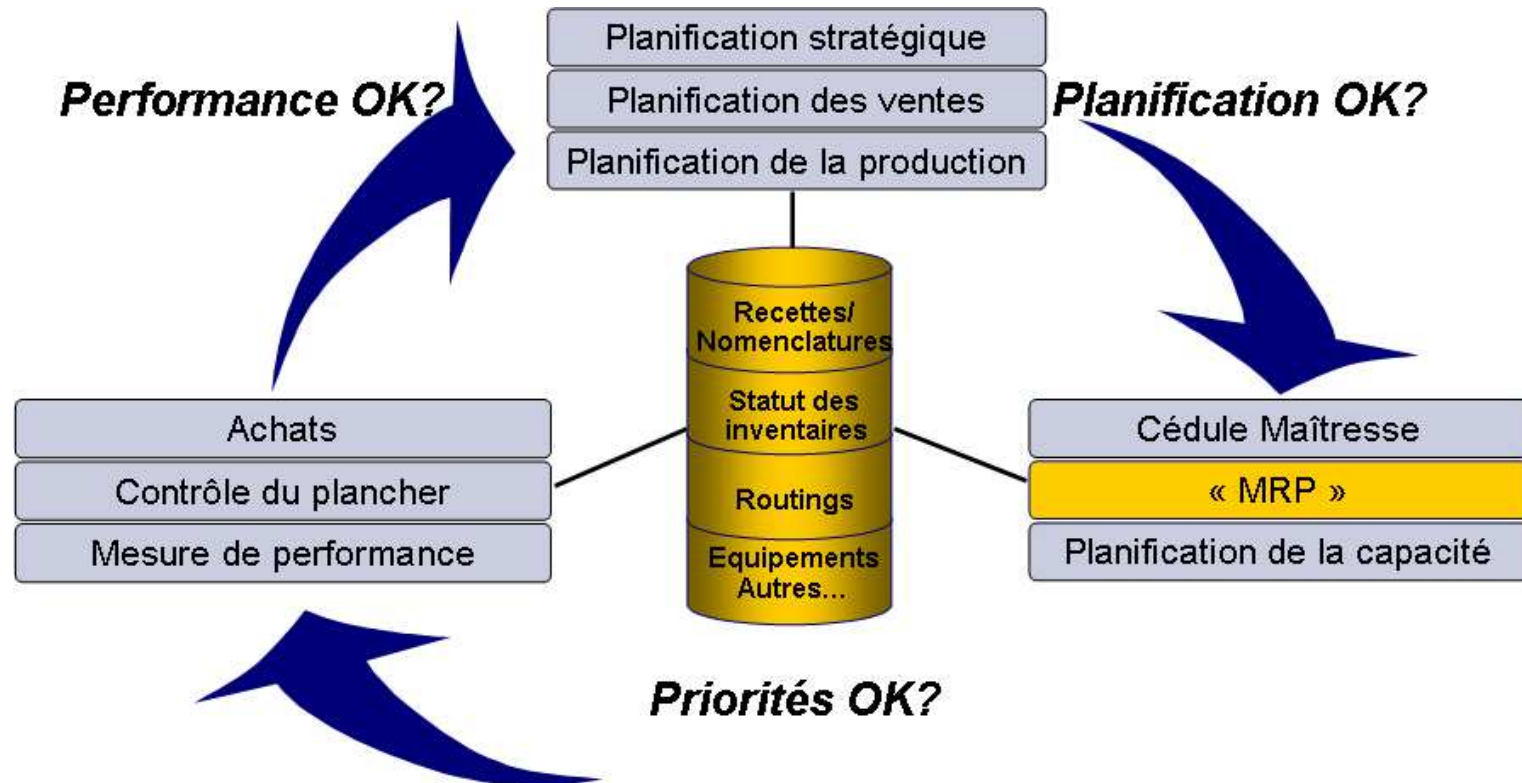 Planification stratégique
Performance OK?
Planification des ventes
Planification OK?
Planification de la production
Recettes/
Nomenclatures
Statut des
inventaires
Routings
Equipements
Autres...
Achats
Contrôle du plancher
Mesure de performance
Cédule Maîtresse
« MRP »
Planification de la capacité
Priorités OK?